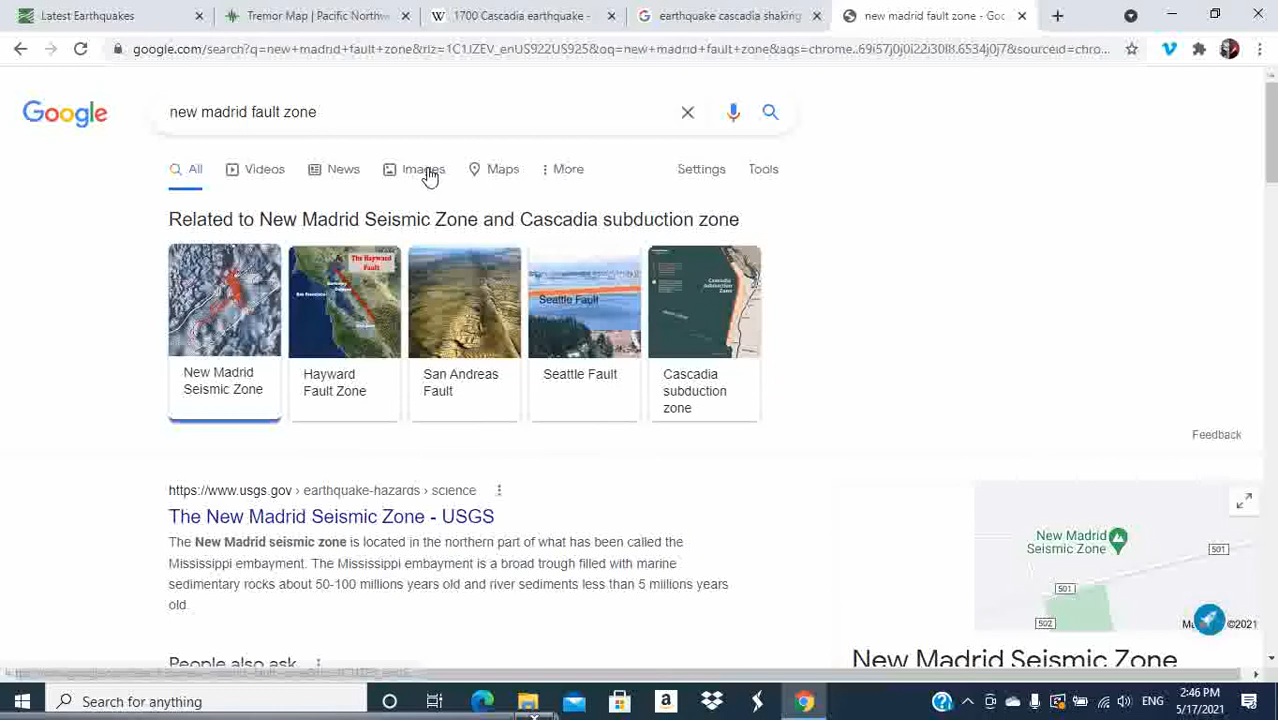 Latest Earthquakes
Tremor Map | Pacific Northw
1700 Cascadia earthquake -
earthquake cascadia shaking
new madrid fault zone - Goo
google.com/search?q=new+madrid+fault+zone&rlz=1C1JZEV_enUS922US925&oq=new+madrid+fault+zone&aqs=chrome..69i57j0j0i22i30l8.6534j0j7&sourceid=chro...
Google
new madrid fault zone
All
Videos
News
Images
Maps
More
Settings
Tools
Related to New Madrid Seismic Zone and Cascadia subduction zone
The Hayward
Fault
Seattle Fault
Cascadia
Subduction
Zone
New Madrid
Seismic Zone
Hayward
Fault Zone
San Andreas
Fault
Seattle Fault
Cascadia
subduction
zone
Feedback
https://www.usgs.gov › earthquake-hazards › science
The New Madrid Seismic Zone - USGS
The New Madrid seismic zone is located in the northern part of what has been called the
Mississippi embayment. The Mississippi embayment is a broad trough filled with marine
sedimentary rocks about 50-100 millions years old and river sediments less than 5 millions years
old.
People also ask
New Madrid
Seismic Zone
501
501
502
©2021
New Madrid Seismic Zone
Search for anything
ENG
2:46 PM
5/17/2021